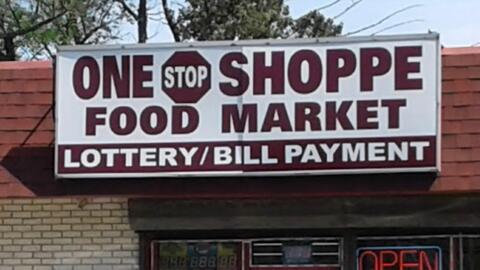 ONE STOP SHOPPE
FOOD MARKET
LOTTERY/BILL PAYMENT
OPEN